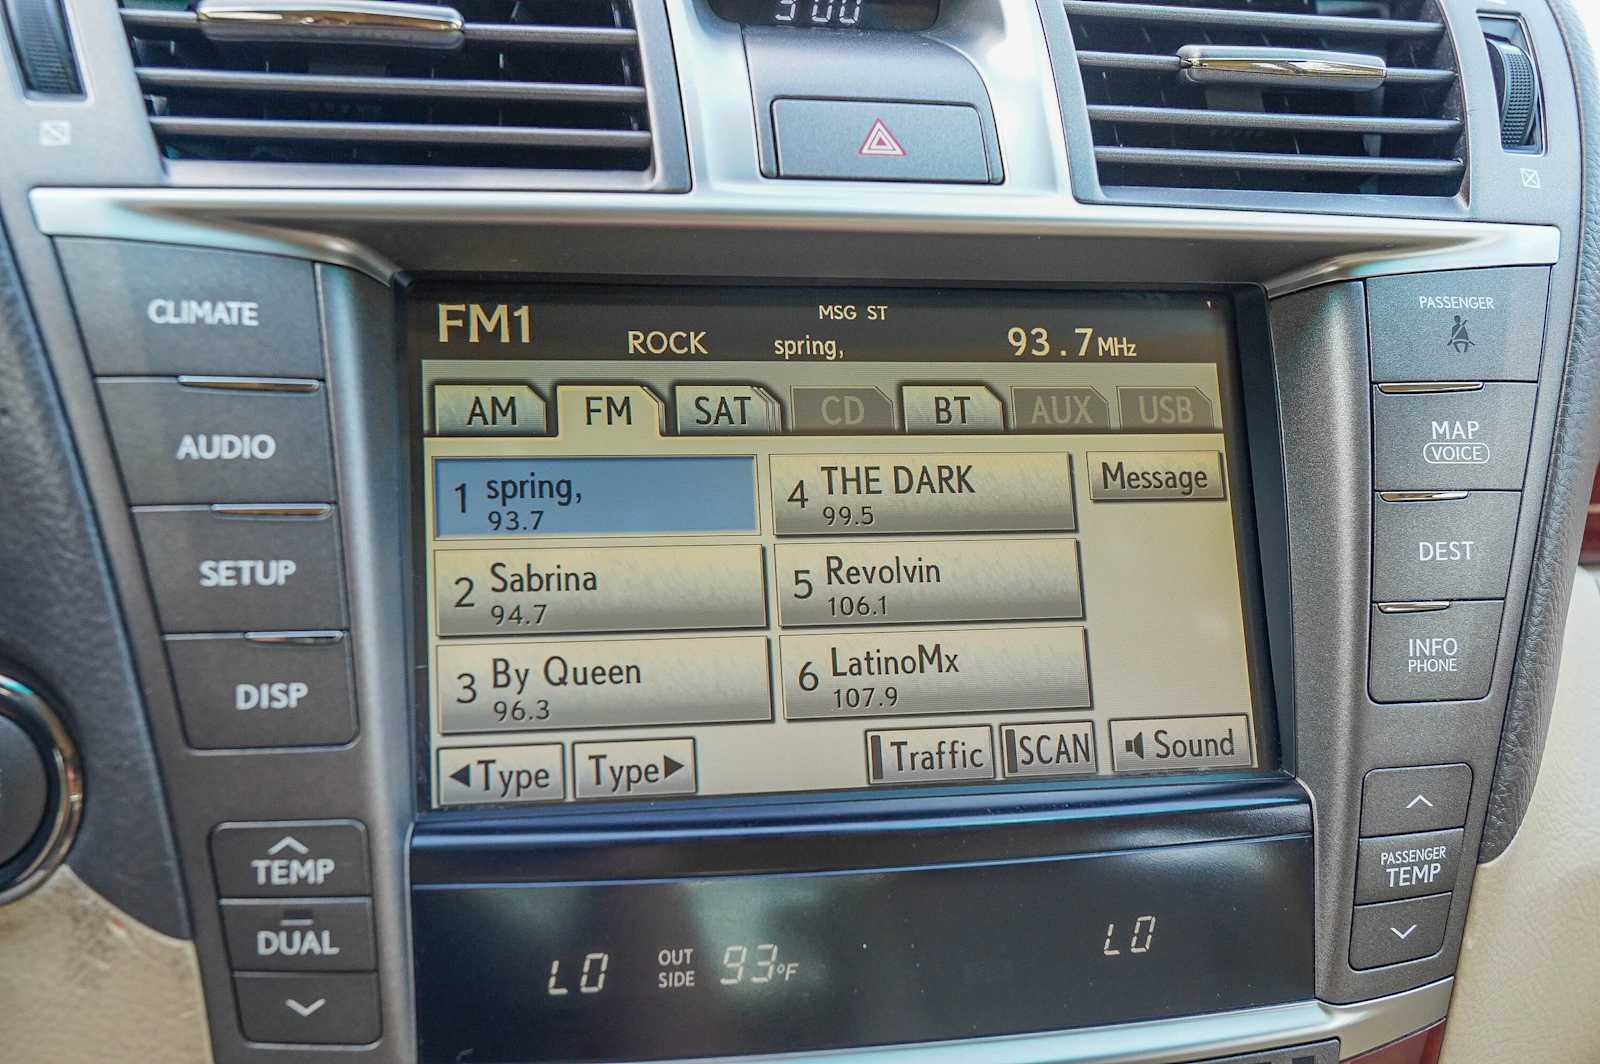 CLIMATE
AUDIO
SETUP
DISP
TEMP
DUAL
FM1
MSG ST
ROCK spring, 93.7 MHz
AM FM SAT CD BT AUX USB
1 spring,
93.7
2 Sabrina
94.7
3 By Queen
96.3
4 THE DARK
99.5
5 Revolvin
106.1
6 LatinoMx
107.9
Message
◀Type Type▶ Traffic SCAN Sound
LO OUT SIDE 93°F LO
PASSENGER
MAP
VOICE
DEST
INFO
PHONE
PASSENGER
TEMP